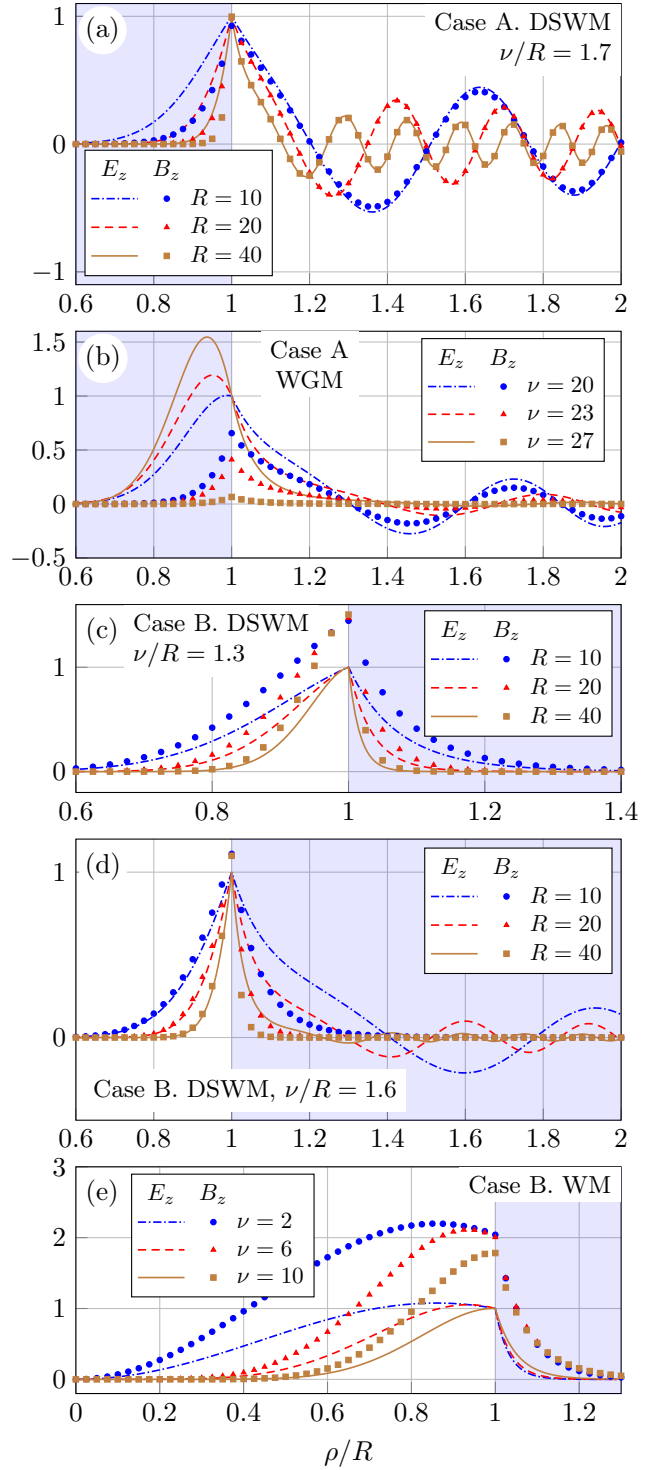 (a)
Case A. DSWM
ν/R = 1.7
1
0
−1
E_z B_z
R = 10
R = 20
R = 40
0.6 0.8 1 1.2 1.4 1.6 1.8 2
(b)
Case A
WGM
1.5
1
0.5
0
−0.5
E_z B_z
ν = 20
ν = 23
ν = 27
0.6 0.8 1 1.2 1.4 1.6 1.8 2
(c)
Case B. DSWM
ν/R = 1.3
1
0
E_z B_z
R = 10
R = 20
R = 40
0.6 0.8 1 1.2 1.4
(d)
1
0
E_z B_z
R = 10
R = 20
R = 40
Case B. DSWM, ν/R = 1.6
0.6 0.8 1 1.2 1.4 1.6 1.8 2
(e)
Case B. WM
3
2
1
0
E_z B_z
ν = 2
ν = 6
ν = 10
0 0.2 0.4 0.6 0.8 1 1.2
ρ/R